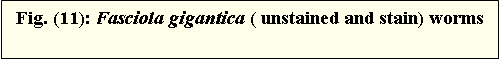 Fig. (11): Fasciola gigantica ( unstained and stain) worms